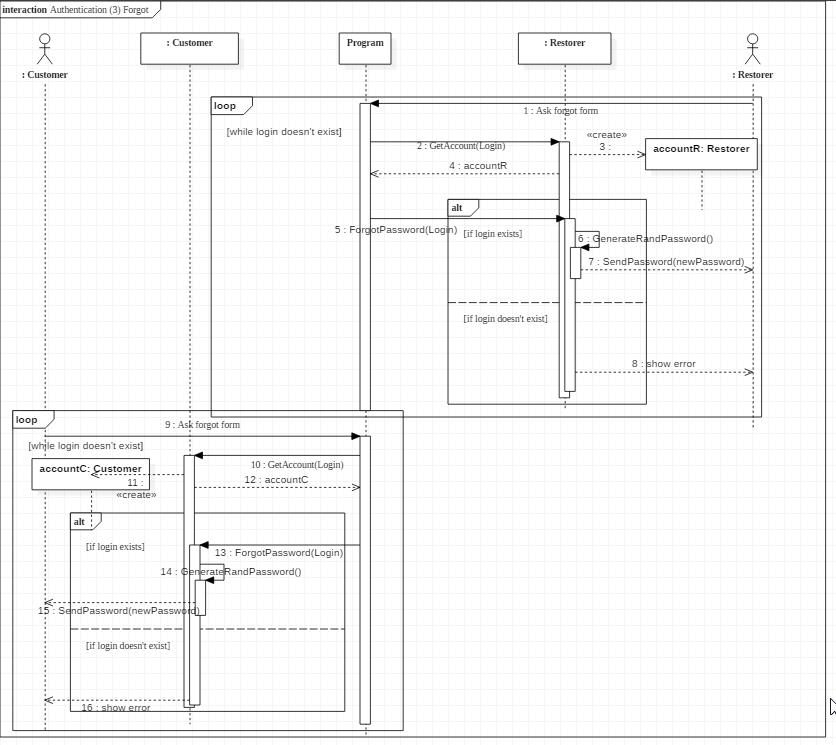 interaction Authentication (3) Forgot
: Customer
: Customer
Program
: Restorer
: Restorer
loop
[while login doesn't exist]
1 : Ask forgot form
2 : GetAccount(Login)
«create»
3 :
accountR: Restorer
4 : accountR
alt
5 : ForgotPassword(Login)
[if login exists]
6 : GenerateRandPassword()
7 : SendPassword(newPassword)
[if login doesn't exist]
8 : show error
loop
9 : Ask forgot form
[while login doesn't exist]
10 : GetAccount(Login)
accountC: Customer
11 :
«create»
12 : accountC
alt
[if login exists]
13 : ForgotPassword(Login)
14 : GenerateRandPassword()
15 : SendPassword(newPassword)
[if login doesn't exist]
16 : show error